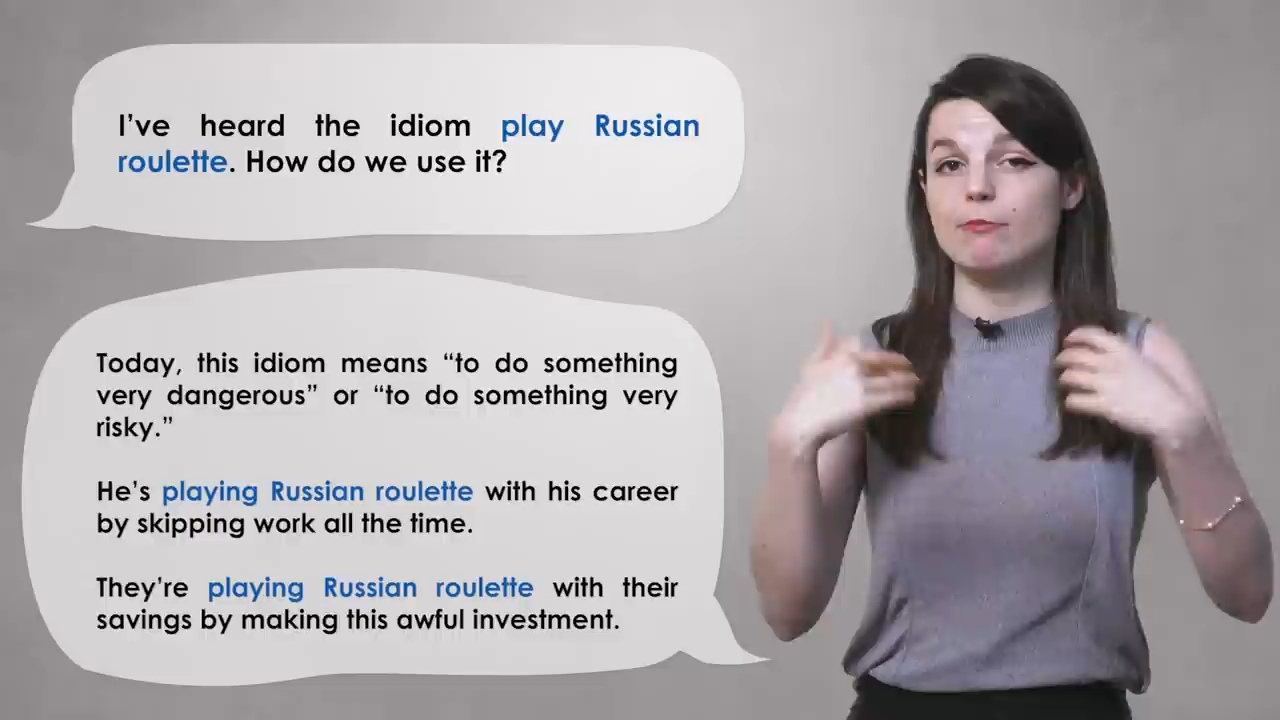 I’ve heard the idiom play Russian
roulette. How do we use it?
Today, this idiom means “to do something
very dangerous” or “to do something very
risky.”
He’s playing Russian roulette with his career
by skipping work all the time.
They’re playing Russian roulette with their
savings by making this awful investment.